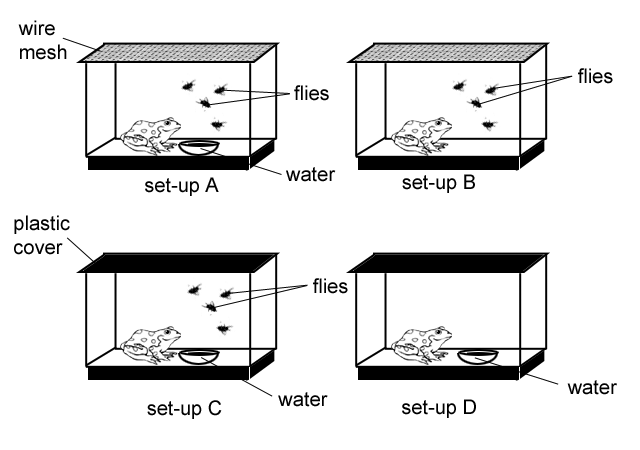 wire
mesh
flies
flies
water
set-up A
set-up B
plastic
cover
flies
water
water
set-up C
set-up D